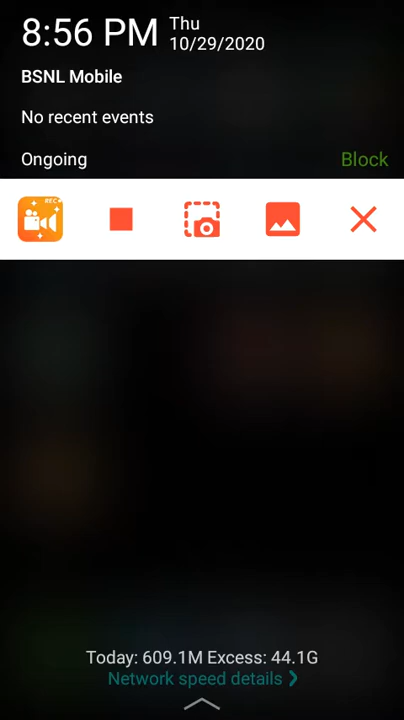 8:56 PM
Thu
10/29/2020
BSNL Mobile
No recent events
Ongoing
Block
REC
Today: 609.1M Excess: 44.1G
Network speed details